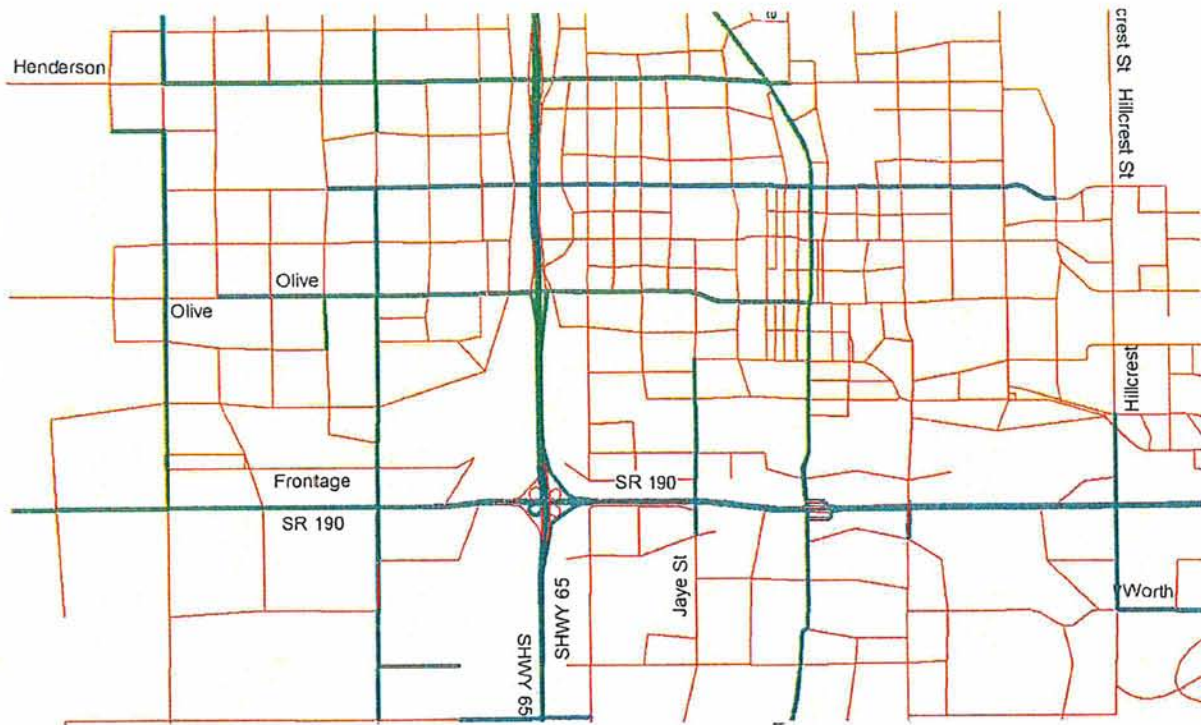 crest St
Hillcrest St
Henderson
Olive
Olive
Hillcrest
Frontage
SR 190
SR 190
Jaye St
SHWY 65
SHWY 65
Worth